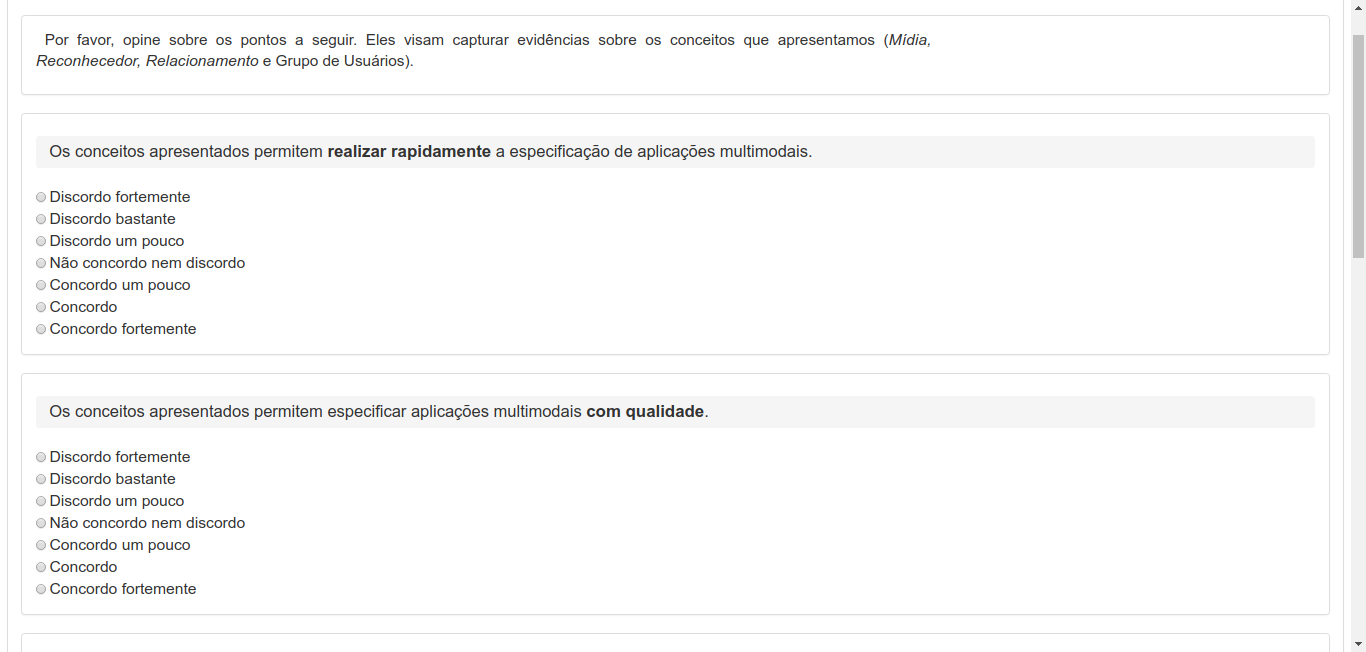 Por favor, opine sobre os pontos a seguir. Eles visam capturar evidências sobre os conceitos que apresentamos (Mídia,
Reconhecedor, Relacionamento e Grupo de Usuários).
Os conceitos apresentados permitem realizar rapidamente a especificação de aplicações multimodais.
Discordo fortemente
Discordo bastante
Discordo um pouco
Não concordo nem discordo
Concordo um pouco
Concordo
Concordo fortemente
Os conceitos apresentados permitem especificar aplicações multimodais com qualidade.
Discordo fortemente
Discordo bastante
Discordo um pouco
Não concordo nem discordo
Concordo um pouco
Concordo
Concordo fortemente